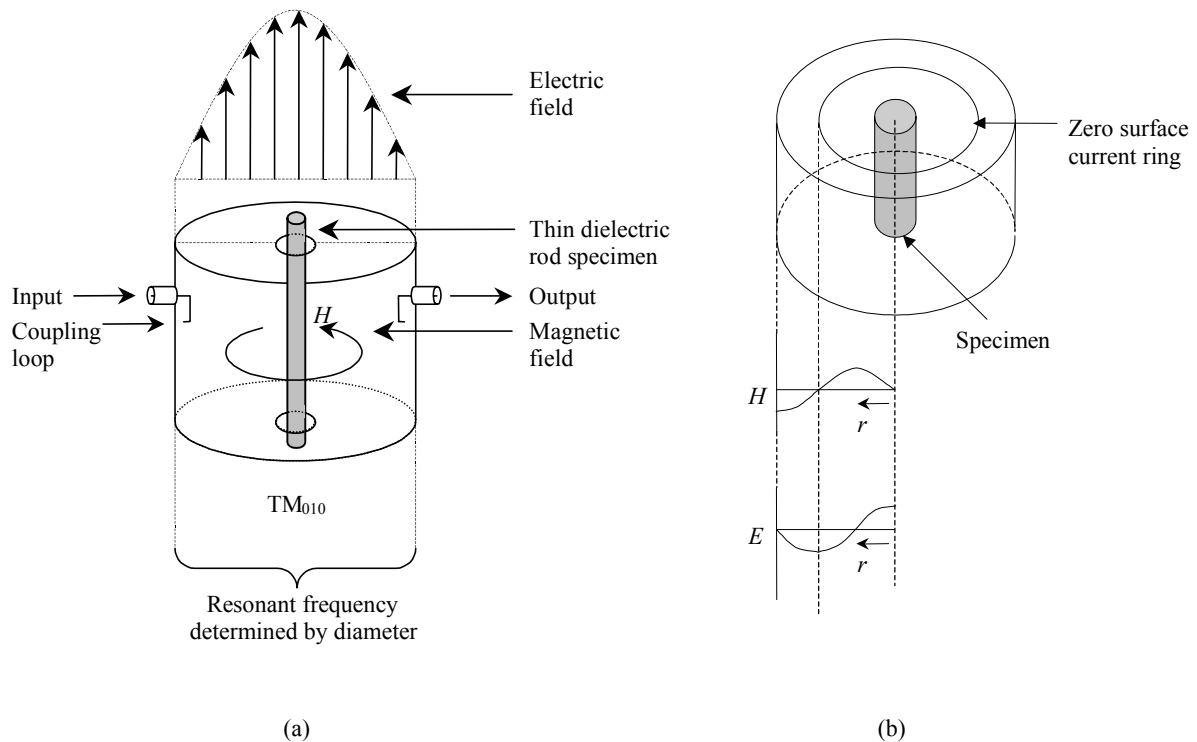 Electric
field
Thin dielectric
rod specimen
Input
Output
Coupling
loop
H
Magnetic
field
TM010
Resonant frequency
determined by diameter
(a)
Zero surface
current ring
Specimen
H
r
E
r
(b)